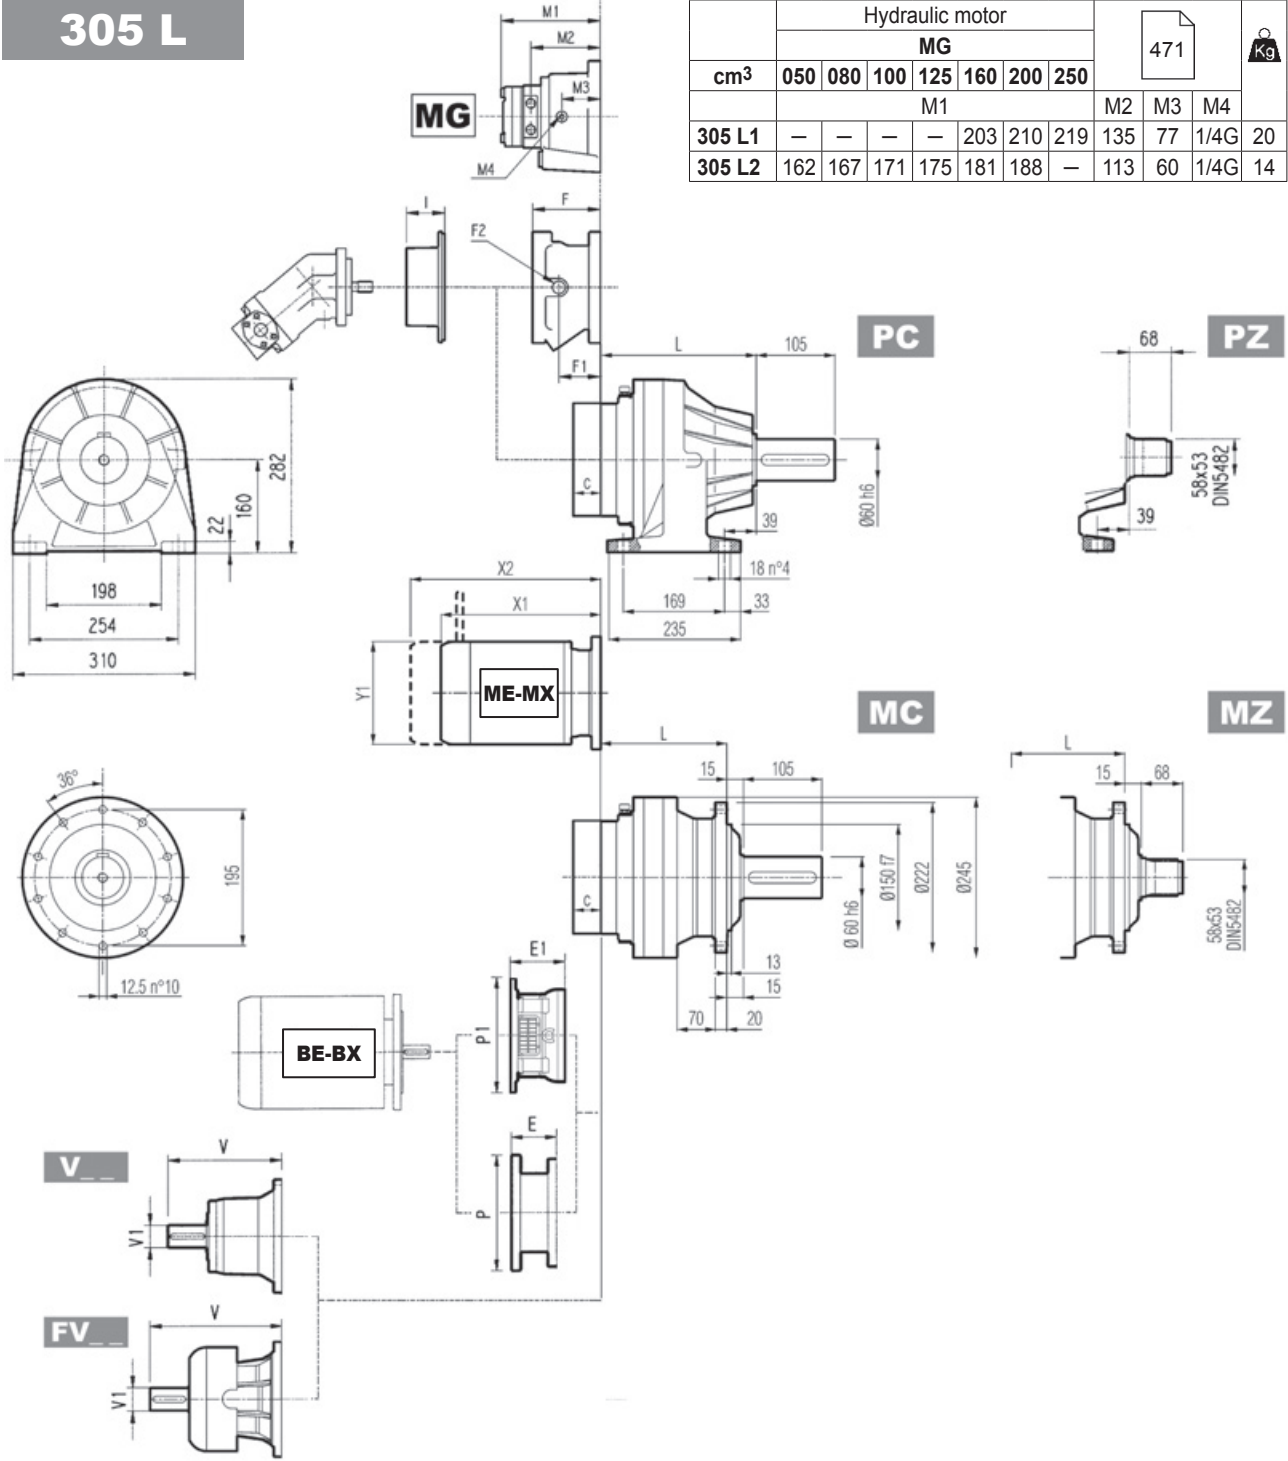 305 L
Hydraulic motor
MG
471
Kg
cm3 050 080 100 125 160 200 250
M1 M2 M3 M4
305 L1 — — — — 203 210 219 135 77 1/4G 20
305 L2 162 167 171 175 181 188 — 113 60 1/4G 14
M1
M2
M3
MG
M4
I
F
F2
F1
PC
PZ
L
105
68
282
160
22
198
254
310
C
Ø60 h6
39
18 n°4
169
33
235
58x53
DIN5482
39
X2
X1
Y1
ME-MX
MC
MZ
L
15
105
L
15
68
36°
195
12.5 n°10
C
Ø 60 h6
Ø150 f7
Ø222
Ø245
13
15
70
20
58x53
DIN5482
E1
P1
BE-BX
E
P
V_ _
V
V1
FV_ _
V
V1